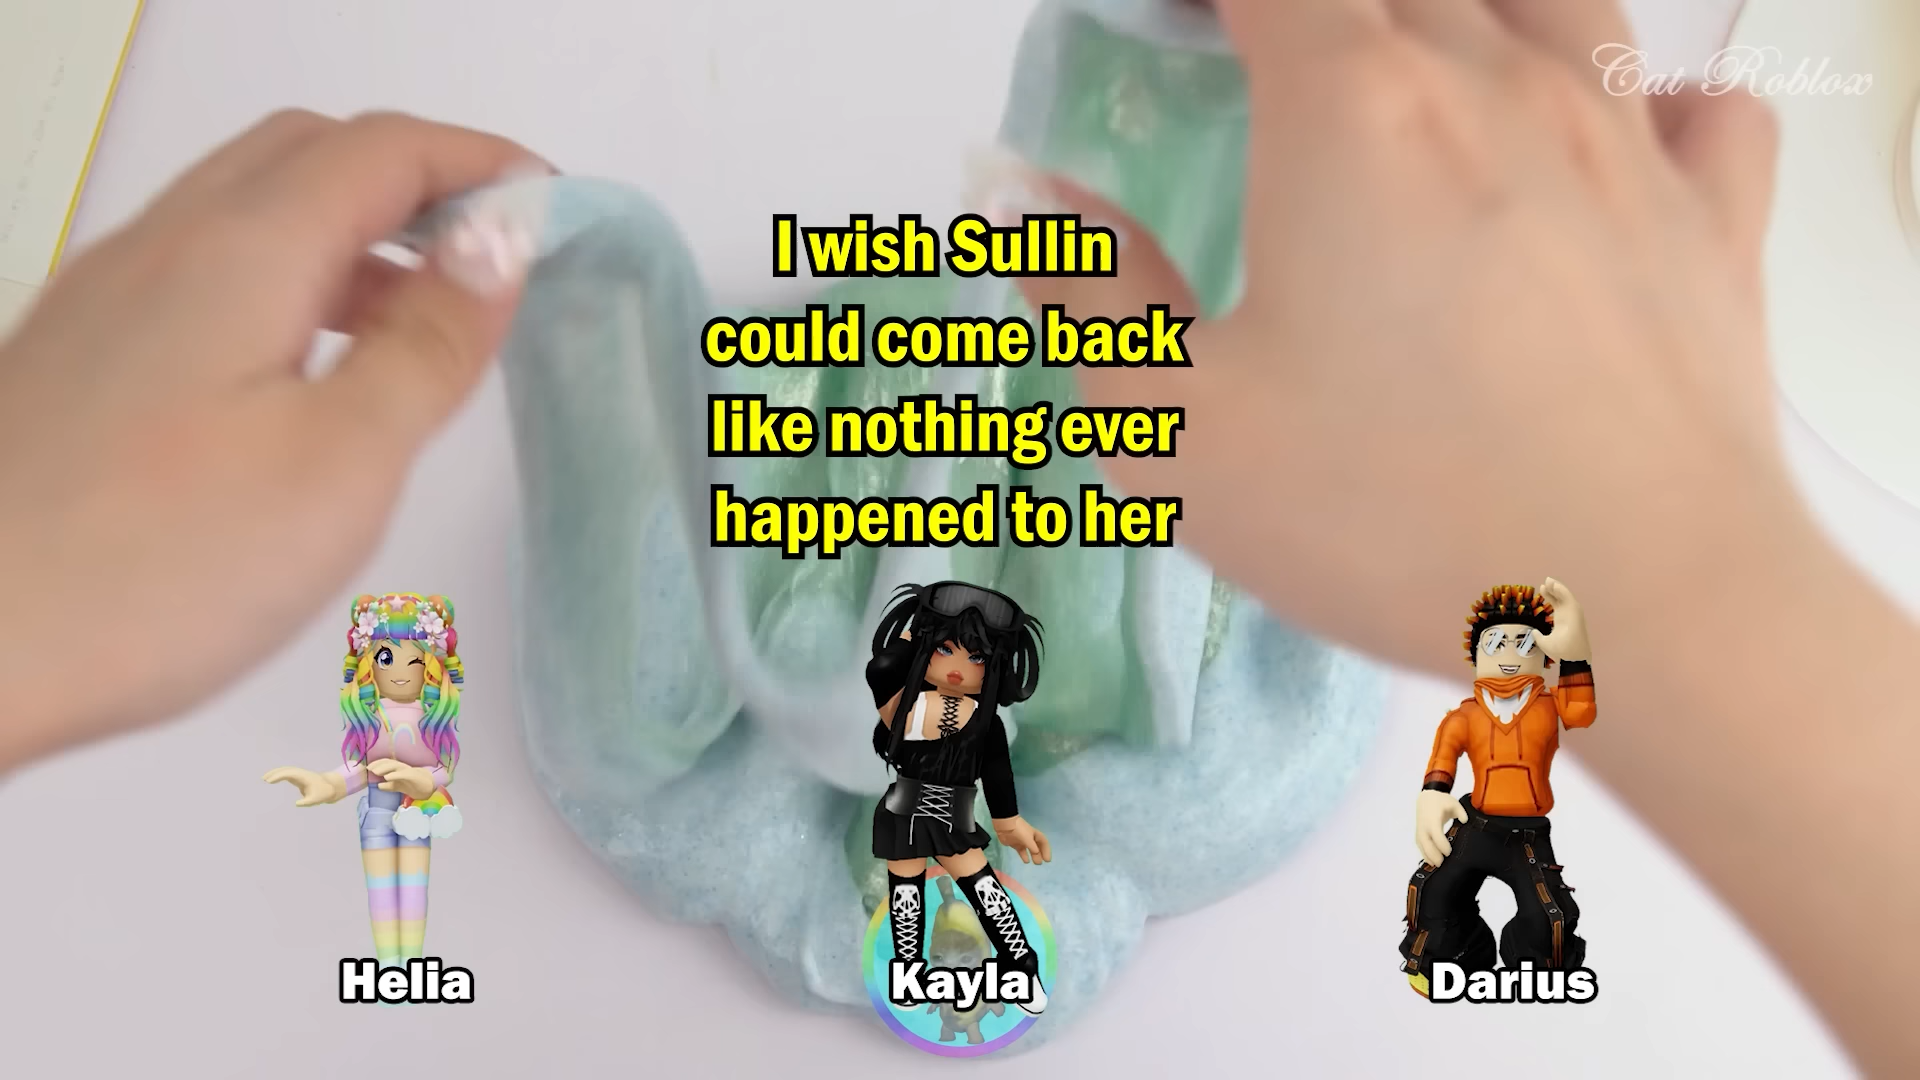 Cat Roblox
I wish Sullin
could come back
like nothing ever
happened to her
Helia
Kayla
Darius